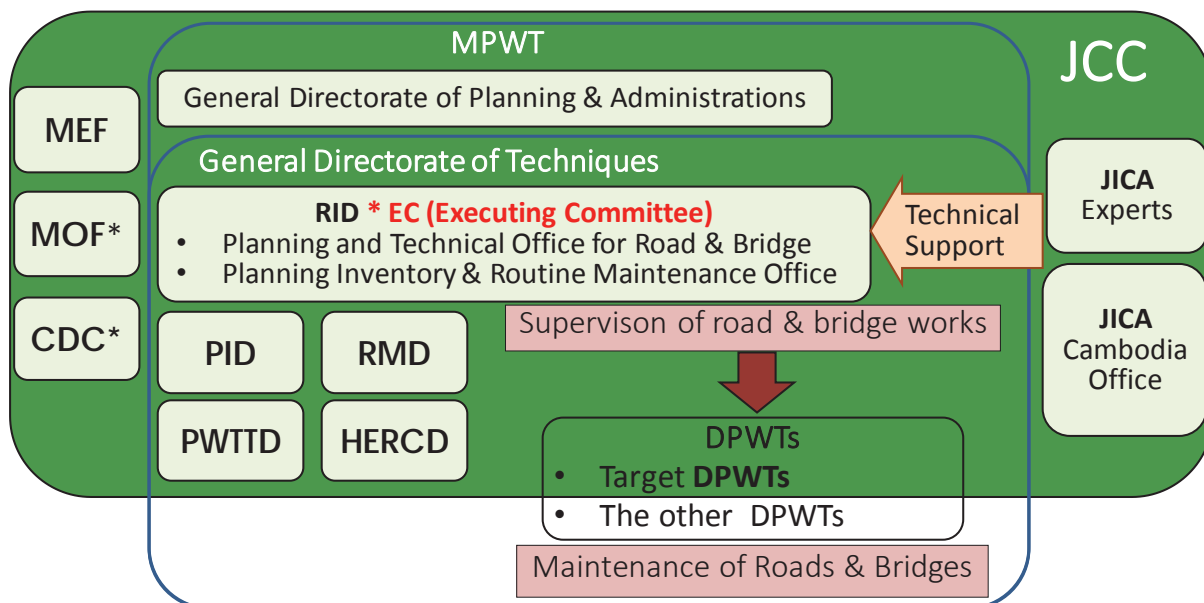 MPWT
JCC
General Directorate of Planning & Administrations
MEF
MOF*
CDC*
General Directorate of Techniques
RID * EC (Executing Committee)
• Planning and Technical Office for Road & Bridge
• Planning Inventory & Routine Maintenance Office
Technical
Support
JICA
Experts
JICA
Cambodia
Office
PID
RMD
PWTTD
HERCD
Supervison of road & bridge works
DPWTs
• Target DPWTs
• The other DPWTs
Maintenance of Roads & Bridges